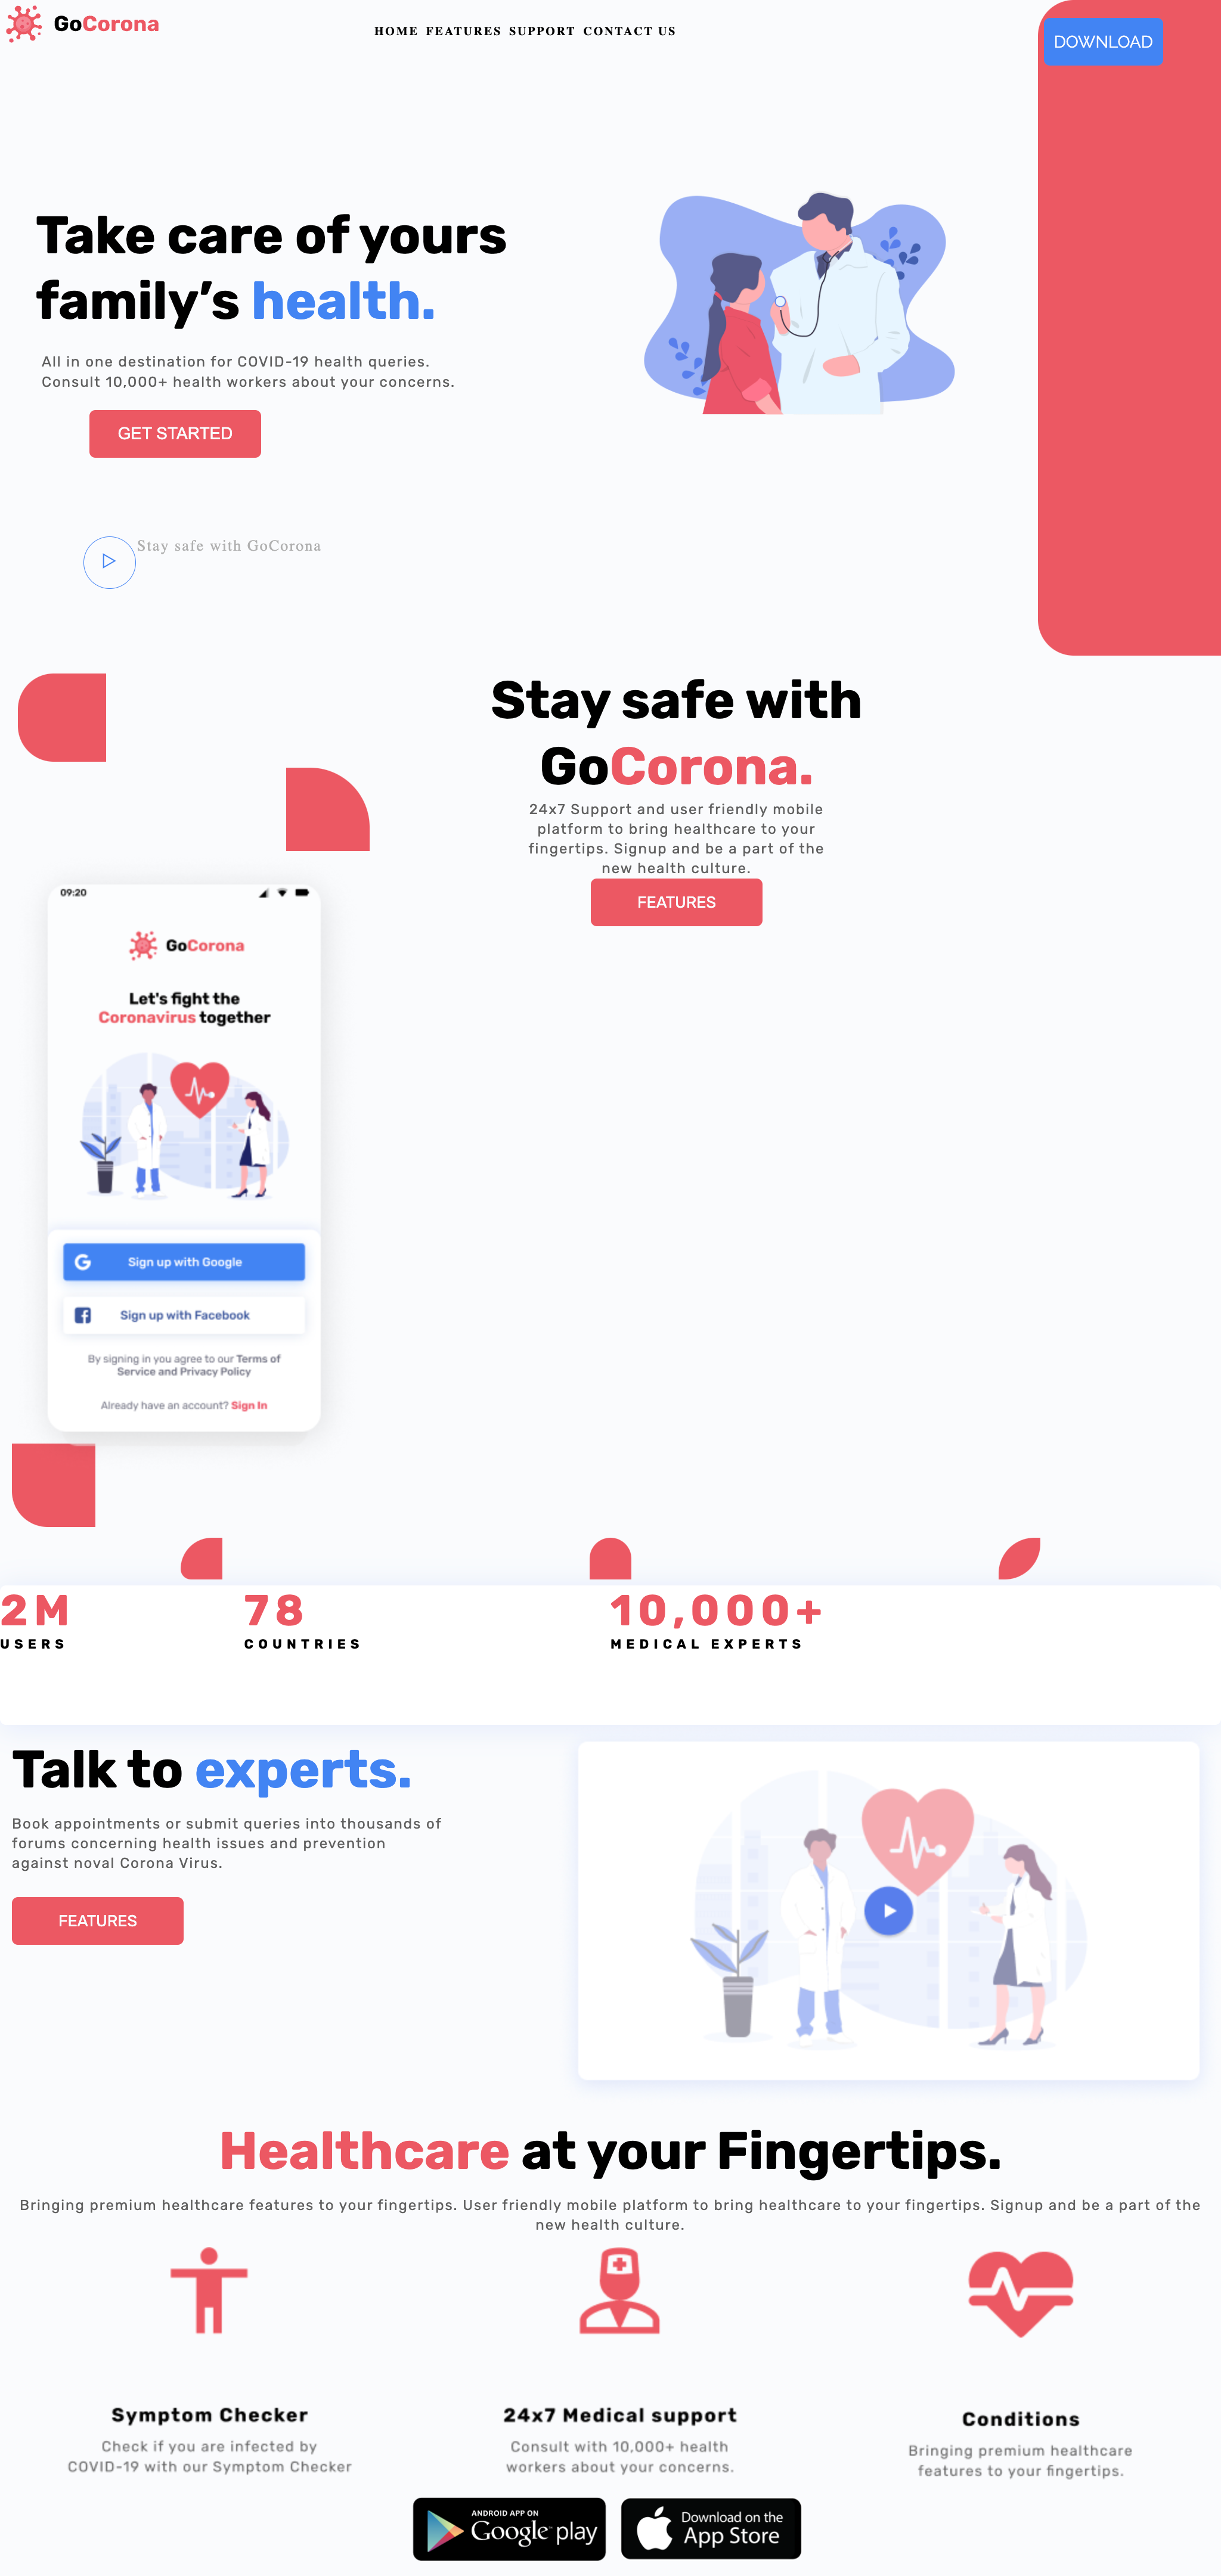 GoCorona
HOME FEATURES SUPPORT CONTACT US
DOWNLOAD
Take care of yours
family’s health.
All in one destination for COVID-19 health queries.
Consult 10,000+ health workers about your concerns.
GET STARTED
Stay safe with GoCorona
Stay safe with
GoCorona.
24x7 Support and user friendly mobile
platform to bring healthcare to your
fingertips. Signup and be a part of the
new health culture.
FEATURES
09:20
GoCorona
Let's fight the
Coronavirus together
Sign up with Google
Sign up with Facebook
By signing in you agree to our Terms of
Service and Privacy Policy
Already have an account? Sign In
2M
USERS
78
COUNTRIES
10,000+
MEDICAL EXPERTS
Talk to experts.
Book appointments or submit queries into thousands of
forums concerning health issues and prevention
against noval Corona Virus.
FEATURES
Healthcare at your Fingertips.
Bringing premium healthcare features to your fingertips. User friendly mobile platform to bring healthcare to your fingertips. Signup and be a part of the
new health culture.
Symptom Checker
Check if you are infected by
COVID-19 with our Symptom Checker
24x7 Medical support
Consult with 10,000+ health
workers about your concerns.
Conditions
Bringing premium healthcare
features to your fingertips.
ANDROID APP ON
Google play
Download on the
App Store